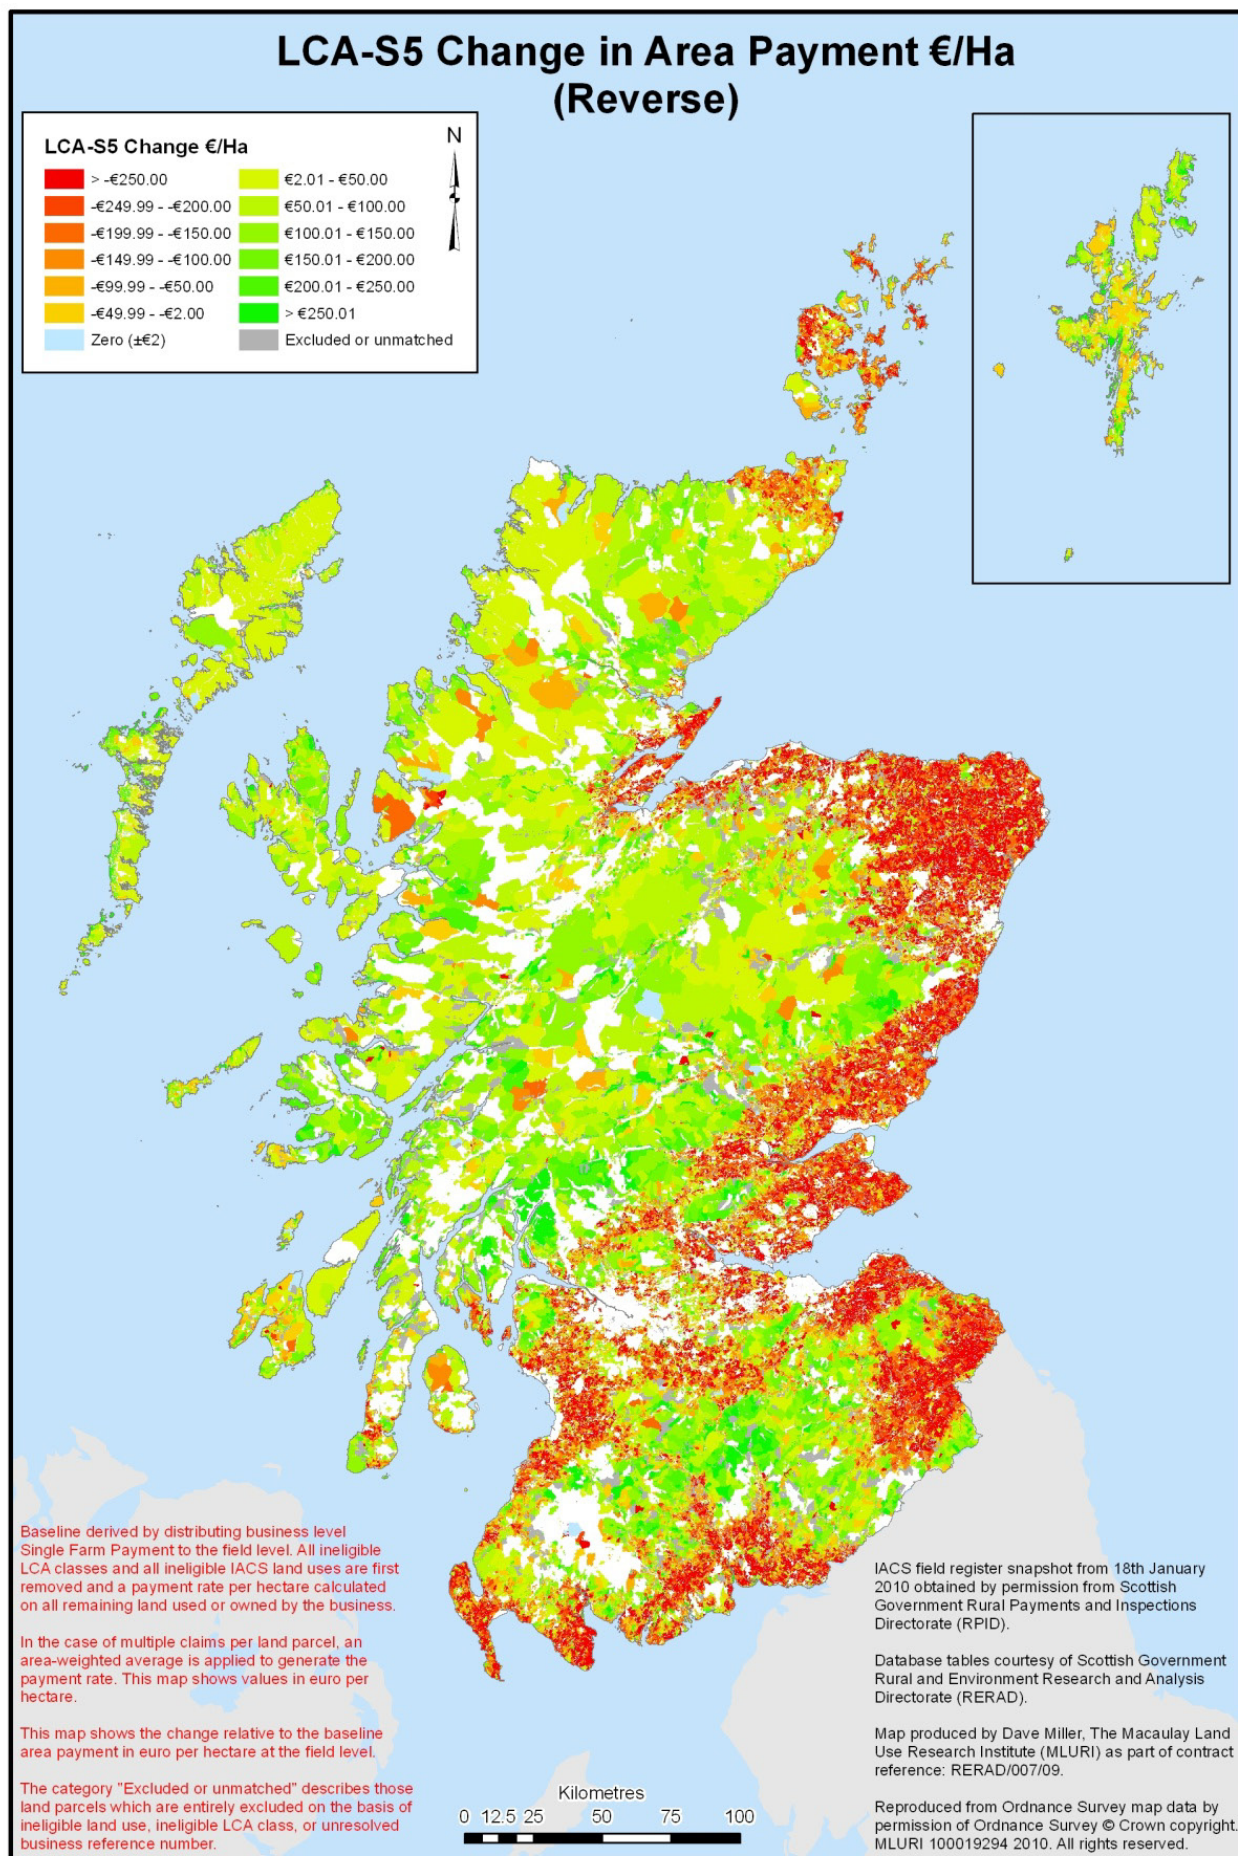 LCA-S5 Change in Area Payment €/Ha
(Reverse)
LCA-S5 Change €/Ha
> -€250.00
-€249.99 - -€200.00
-€199.99 - -€150.00
-€149.99 - -€100.00
-€99.99 - -€50.00
-€49.99 - -€2.00
Zero (±€2)
€2.01 - €50.00
€50.01 - €100.00
€100.01 - €150.00
€150.01 - €200.00
€200.01 - €250.00
> €250.01
Excluded or unmatched
N
Baseline derived by distributing business level
Single Farm Payment to the field level. All ineligible
LCA classes and all ineligible IACS land uses are first
removed and a payment rate per hectare calculated
on all remaining land used or owned by the business.
In the case of multiple claims per land parcel, an
area-weighted average is applied to generate the
payment rate. This map shows values in euro per
hectare.
This map shows the change relative to the baseline
area payment in euro per hectare at the field level.
The category "Excluded or unmatched" describes those
land parcels which are entirely excluded on the basis of
ineligible land use, ineligible LCA class, or unresolved
business reference number.
Kilometres
0 12.5 25 50 75 100
IACS field register snapshot from 18th January
2010 obtained by permission from Scottish
Government Rural Payments and Inspections
Directorate (RPID).
Database tables courtesy of Scottish Government
Rural and Environment Research and Analysis
Directorate (RERAD).
Map produced by Dave Miller, The Macaulay Land
Use Research Institute (MLURI) as part of contract
reference: RERAD/007/09.
Reproduced from Ordnance Survey map data by
permission of Ordnance Survey © Crown copyright.
MLURI 100019294 2010. All rights reserved.